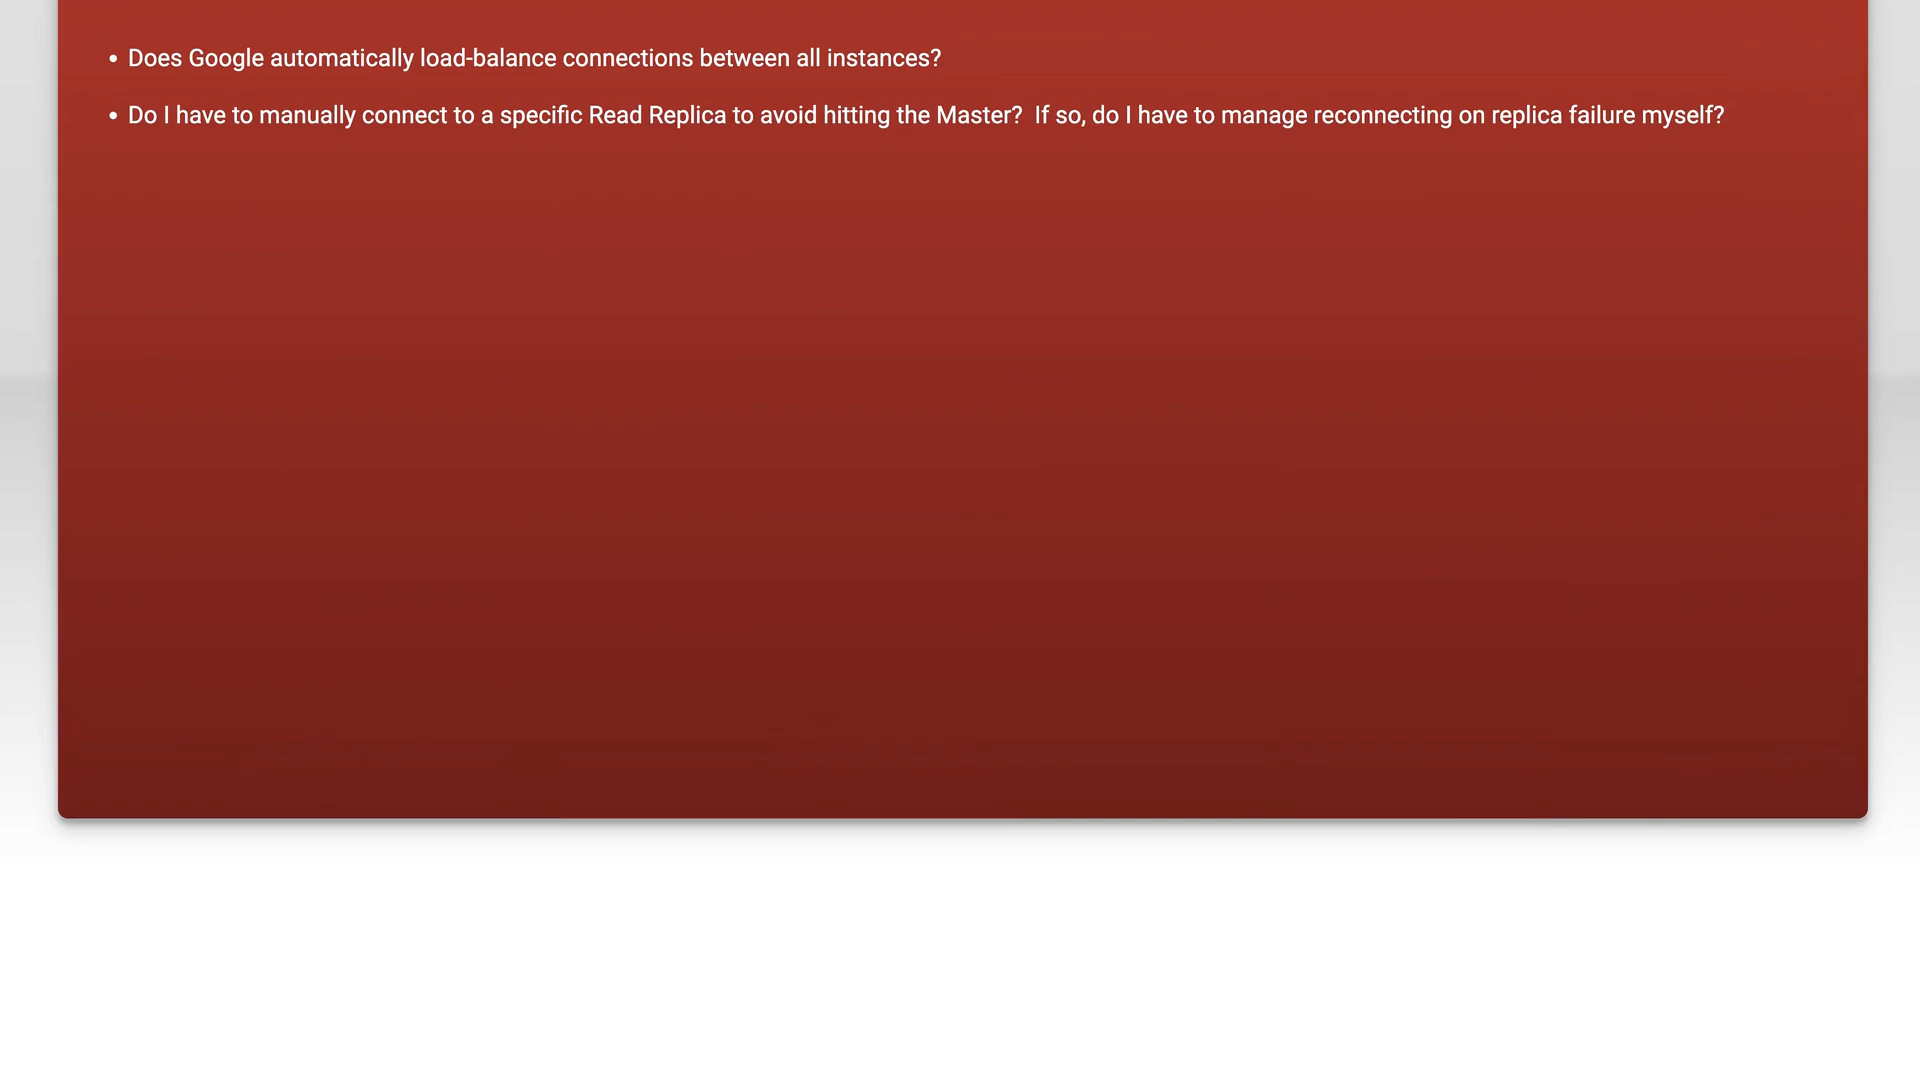 • Does Google automatically load-balance connections between all instances?
• Do I have to manually connect to a specific Read Replica to avoid hitting the Master?  If so, do I have to manage reconnecting on replica failure myself?